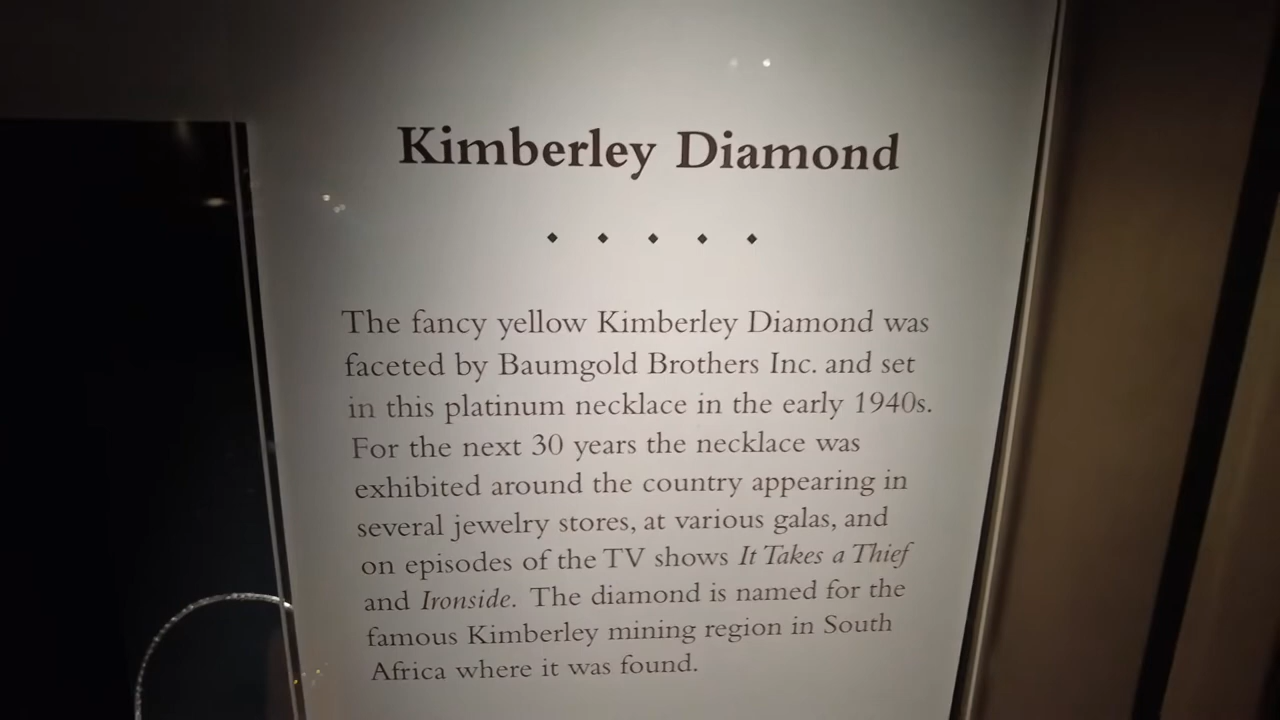 Kimberley Diamond
The fancy yellow Kimberley Diamond was
faceted by Baumgold Brothers Inc. and set
in this platinum necklace in the early 1940s.
For the next 30 years the necklace was
exhibited around the country appearing in
several jewelry stores, at various galas, and
on episodes of the TV shows It Takes a Thief
and Ironside. The diamond is named for the
famous Kimberley mining region in South
Africa where it was found.